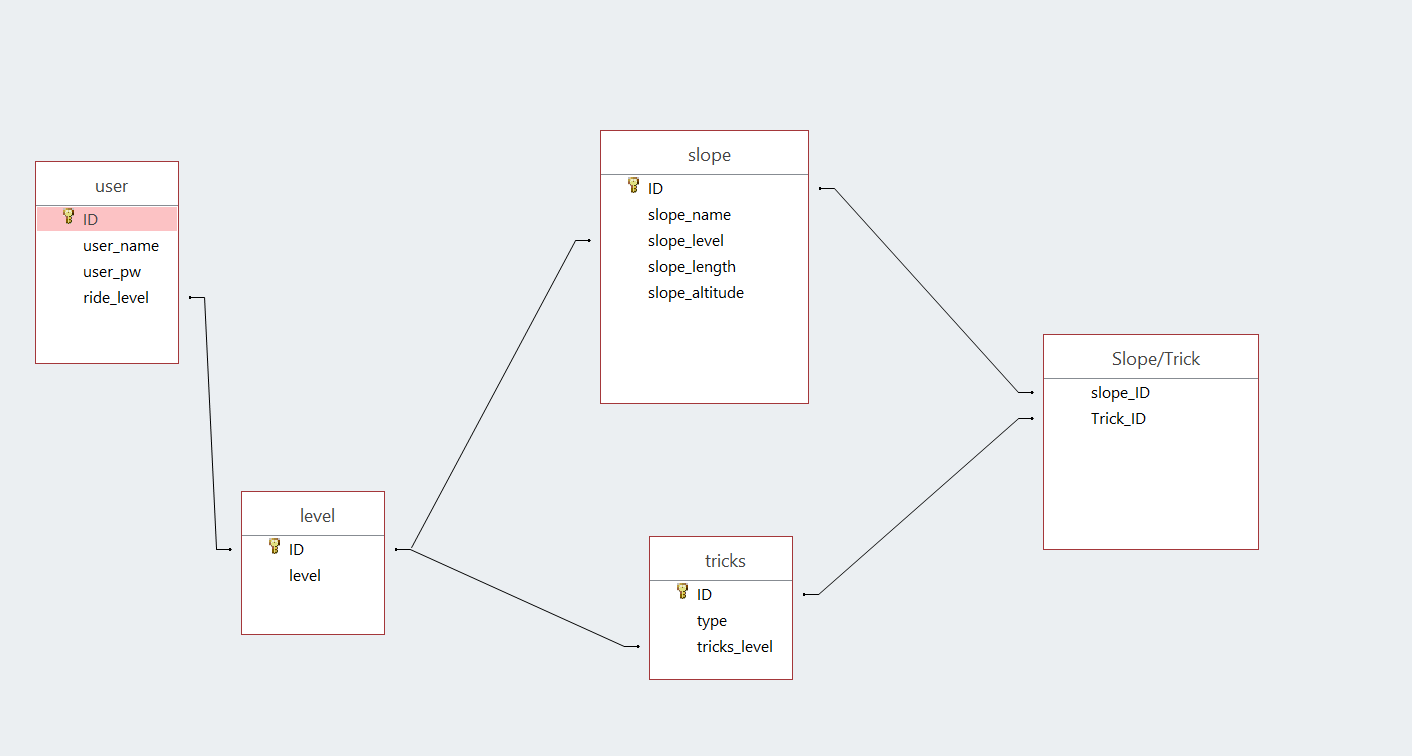 user
ID
user_name
user_pw
ride_level
level
ID
level
slope
ID
slope_name
slope_level
slope_length
slope_altitude
tricks
ID
type
tricks_level
Slope/Trick
slope_ID
Trick_ID